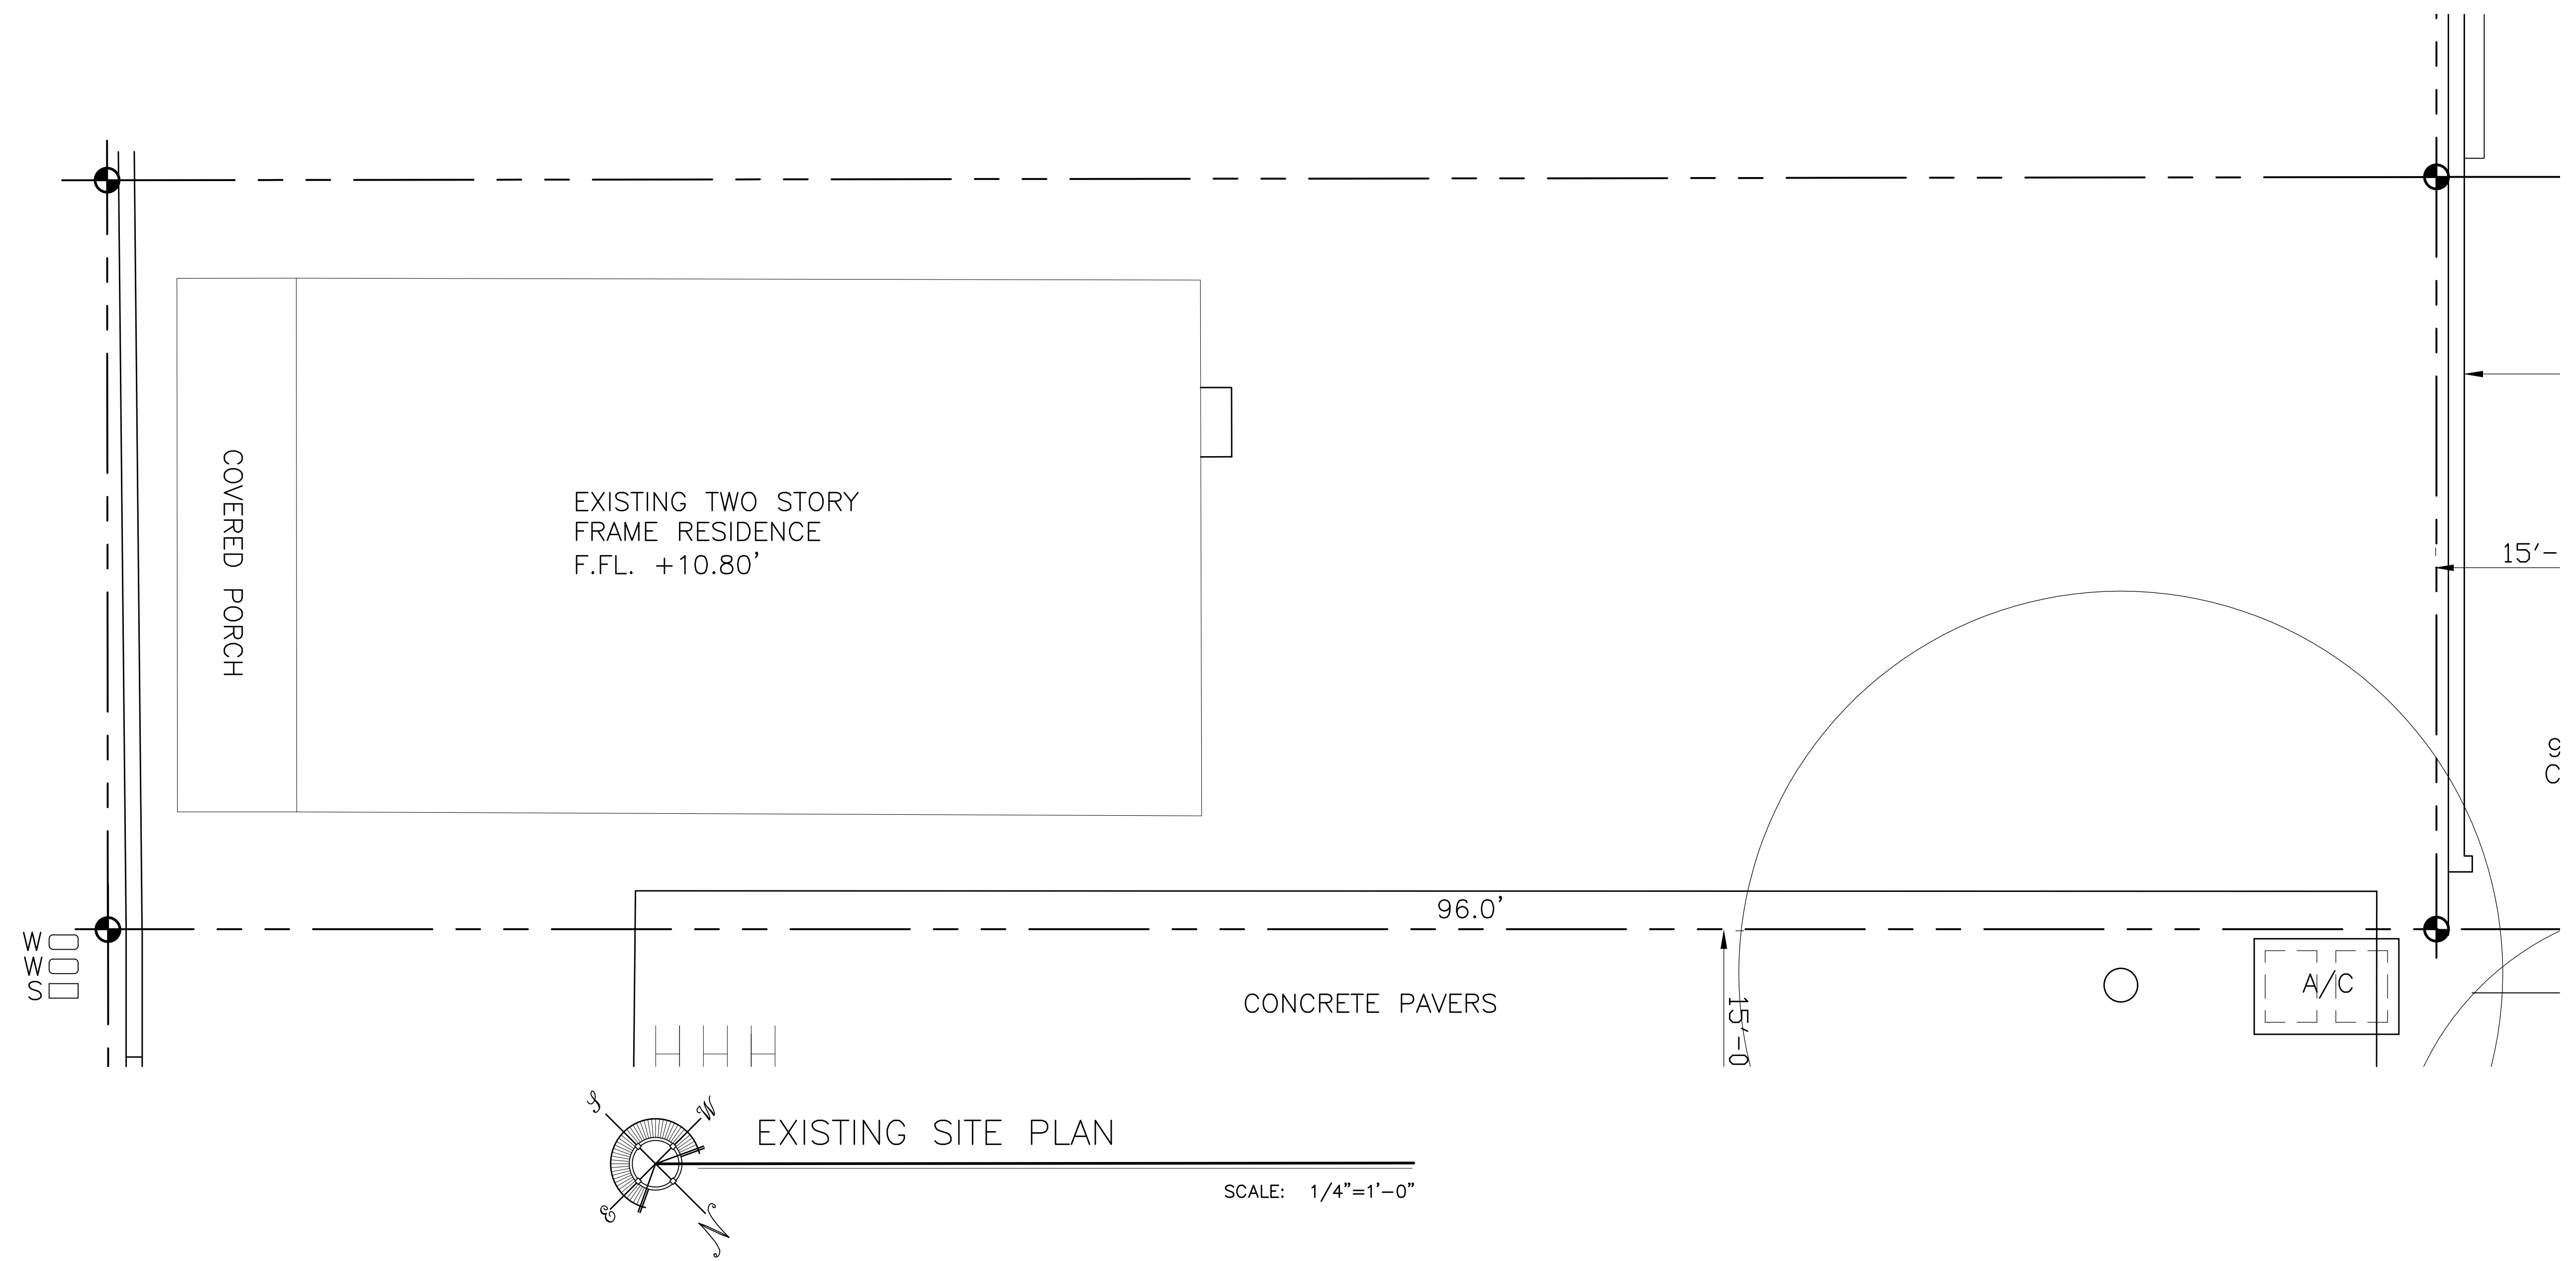 COVERED PORCH
EXISTING TWO STORY
FRAME RESIDENCE
F.FL. +10.80'
15'-
9
C
96.0'
W
W
S
A/C
CONCRETE PAVERS
15'-0
S
W
EXISTING SITE PLAN
SCALE: 1/4"=1'-0"
E
N